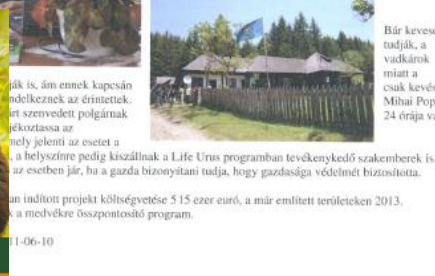 Bár kevese
tudják, a
vadkárok
miatt a
csak kevés
Mihai Pop
24 órája va
ják is, ám ennek kapcsán
ndelkeznek az érintettek.
árt szenvedett polgárnak
jékoztassa az
mely jelenti az esetet a
, a helyszínre pedig kiszállnak a Life Urus programban tevékenykedő szakemberek is.
az esetben jár, ha a gazda bizonyítani tudja, hogy gazdasága védelmét biztosította.
an indított projekt költségvetése 515 ezer euró, a már említett területeken 2013.
k a medvékre összpontosító program.
11-06-10